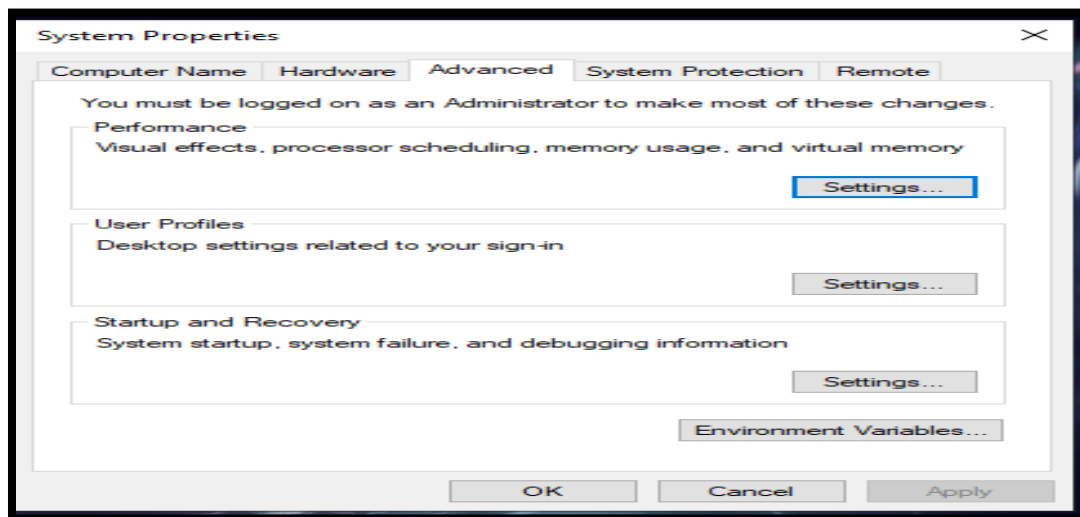 System Properties
Computer Name Hardware Advanced System Protection Remote
You must be logged on as an Administrator to make most of these changes.
Performance
Visual effects, processor scheduling, memory usage, and virtual memory
Settings...
User Profiles
Desktop settings related to your sign-in
Settings...
Startup and Recovery
System startup, system failure, and debugging information
Settings...
Environment Variables...
OK Cancel Apply